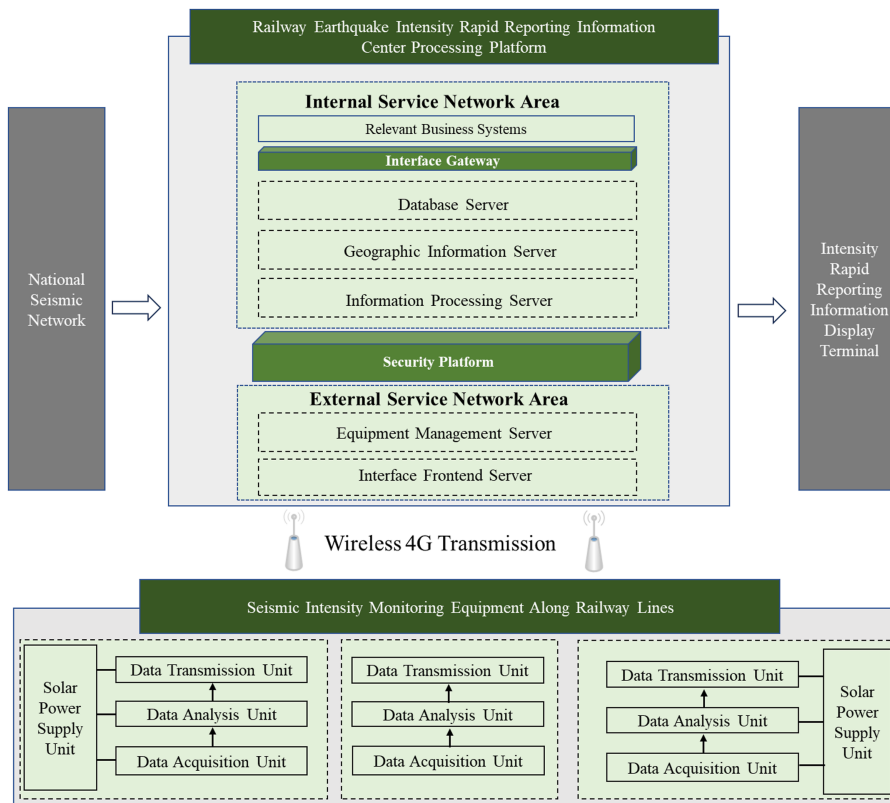 Railway Earthquake Intensity Rapid Reporting Information
Center Processing Platform
Internal Service Network Area
Relevant Business Systems
Interface Gateway
Database Server
Geographic Information Server
Information Processing Server
Security Platform
External Service Network Area
Equipment Management Server
Interface Frontend Server
National
Seismic
Network
Intensity
Rapid
Reporting
Information
Display
Terminal
Wireless 4G Transmission
Seismic Intensity Monitoring Equipment Along Railway Lines
Solar
Power
Supply
Unit
Data Transmission Unit
Data Analysis Unit
Data Acquisition Unit
Data Transmission Unit
Data Analysis Unit
Data Acquisition Unit
Data Transmission Unit
Data Analysis Unit
Data Acquisition Unit
Solar
Power
Supply
Unit